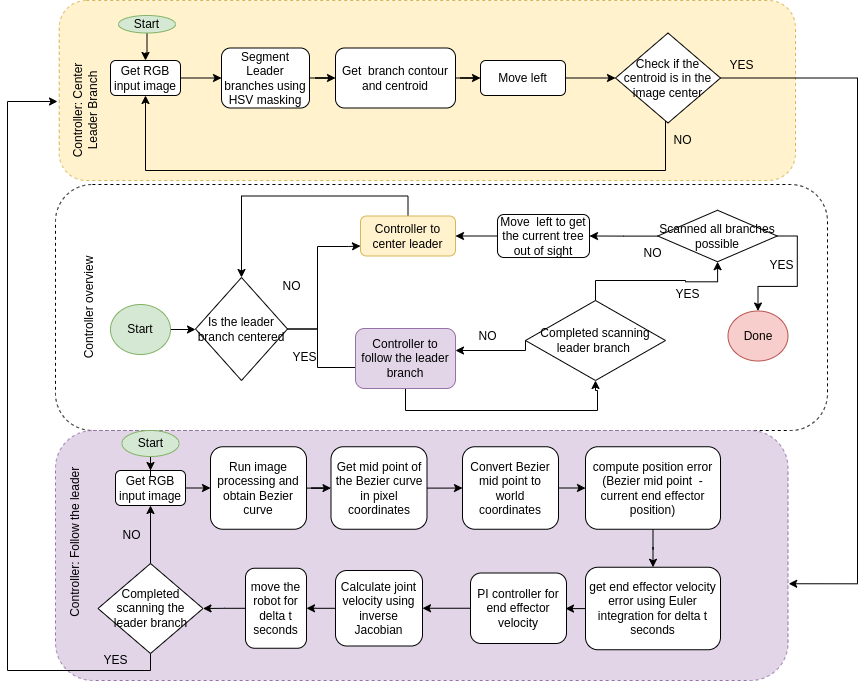 Start
Get RGB
input image
Segment
Leader
branches using
HSV masking
Get  branch contour
and centroid
Move left
Check if the
centroid is in the
image center
YES
NO
Controller: Center
Leader Branch
Controller overview
Start
Is the leader
branch centered
NO
YES
Controller to
center leader
Controller to
follow the leader
branch
Move  left to get
the current tree
out of sight
NO
Completed scanning
leader branch
YES
Scanned all branches
possible
NO
YES
Done
Controller: Follow the leader
Start
Get RGB
input image
Run image
processing and
obtain Bezier
curve
Get mid point of
the Bezier curve
in pixel
coordinates
Convert Bezier
mid point to
world
coordinates
compute position error
(Bezier mid point  -
current end effector
position)
get end effector velocity
error using Euler
integration for delta t
seconds
PI controller for
end effector
velocity
Calculate joint
velocity using
inverse
Jacobian
move the
robot for
delta t
seconds
Completed
scanning the
leader branch
NO
YES